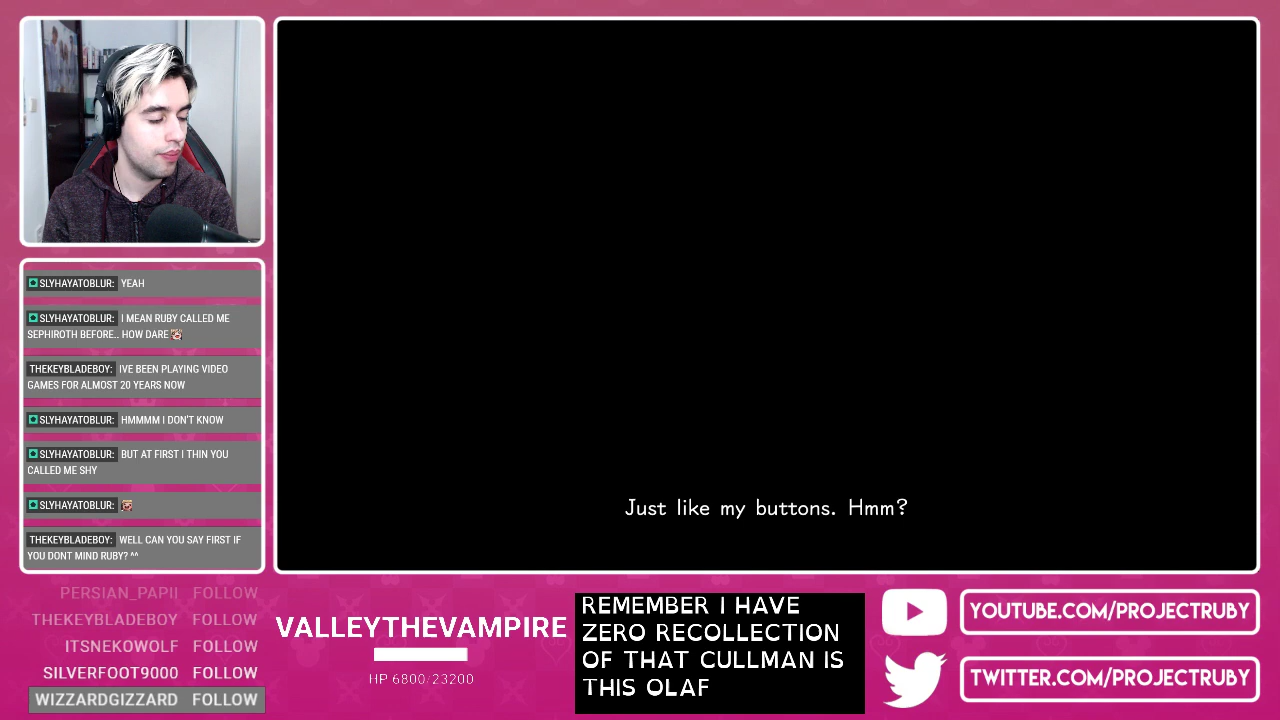 SLYHAYATOBLUR: YEAH
SLYHAYATOBLUR: I MEAN RUBY CALLED ME
SEPHIROTH BEFORE.. HOW DARE
THEKEYBLADEBOY: IVE BEEN PLAYING VIDEO
GAMES FOR ALMOST 20 YEARS NOW
SLYHAYATOBLUR: HMMMM I DON'T KNOW
SLYHAYATOBLUR: BUT AT FIRST I THIN YOU
CALLED ME SHY
SLYHAYATOBLUR:
THEKEYBLADEBOY: WELL CAN YOU SAY FIRST IF
YOU DONT MIND RUBY? ^^
Just like my buttons. Hmm?
PERSIAN_PAPII FOLLOW
THEKEYBLADEBOY FOLLOW
ITSNEKOWOLF FOLLOW
SILVERFOOT9000 FOLLOW
WIZZARDGIZZARD FOLLOW
VALLEYTHEVAMPIRE
HP 6800/23200
REMEMBER I HAVE
ZERO RECOLLECTION
OF THAT CULLMAN IS
THIS OLAF
YOUTUBE.COM/PROJECTRUBY
TWITTER.COM/PROJECTRUBY